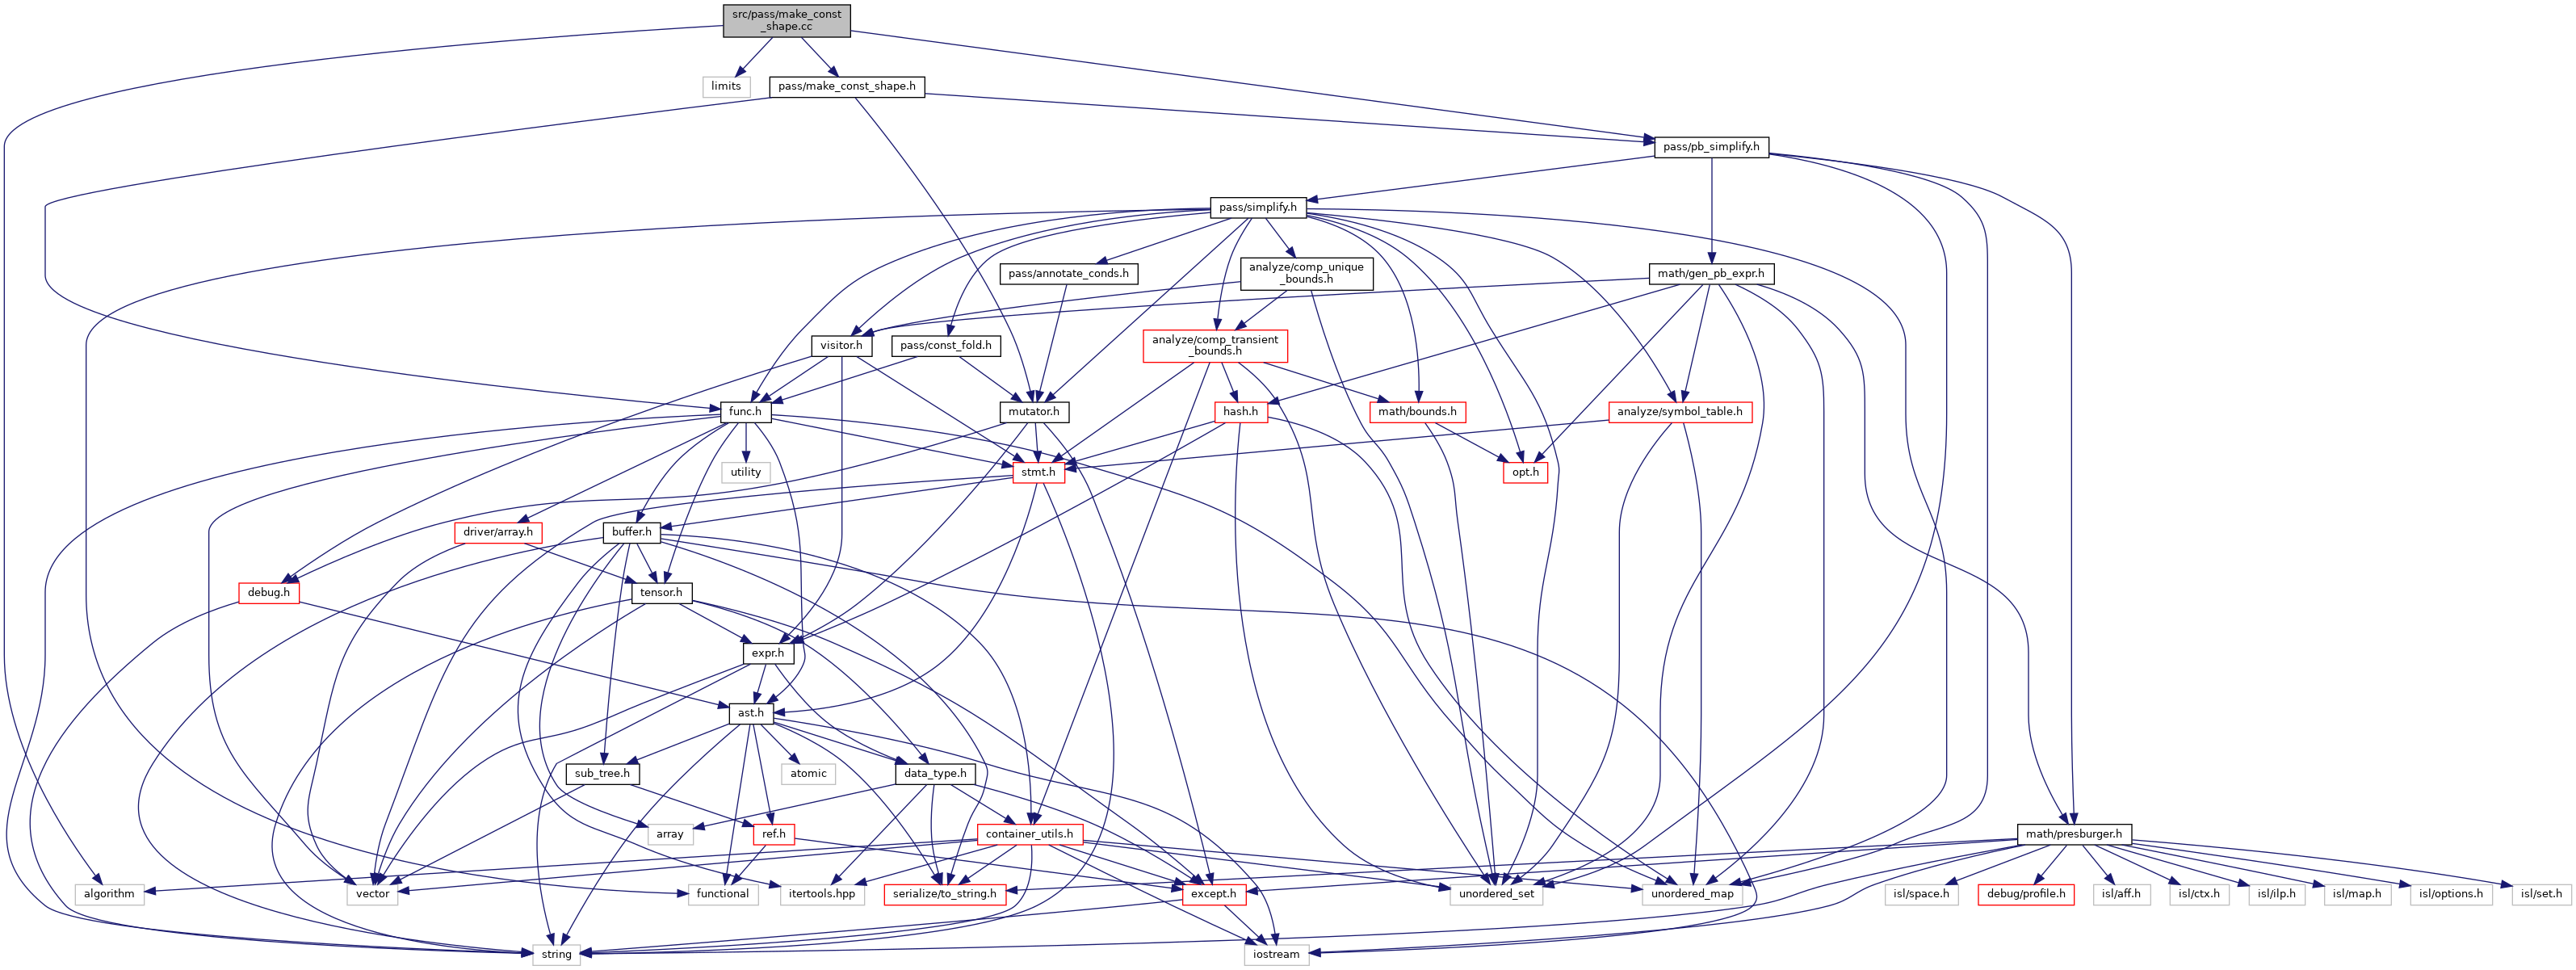 src/pass/make_const
_shape.cc
limits
pass/make_const_shape.h
pass/pb_simplify.h
pass/simplify.h
pass/annotate_conds.h
analyze/comp_unique
_bounds.h
math/gen_pb_expr.h
visitor.h
pass/const_fold.h
analyze/comp_transient
_bounds.h
func.h
mutator.h
hash.h
math/bounds.h
analyze/symbol_table.h
utility
stmt.h
opt.h
driver/array.h
buffer.h
debug.h
tensor.h
expr.h
ast.h
sub_tree.h
atomic
data_type.h
array
ref.h
container_utils.h
math/presburger.h
algorithm
vector
functional
itertools.hpp
serialize/to_string.h
except.h
unordered_set
unordered_map
isl/space.h
debug/profile.h
isl/aff.h
isl/ctx.h
isl/ilp.h
isl/map.h
isl/options.h
isl/set.h
string
iostream